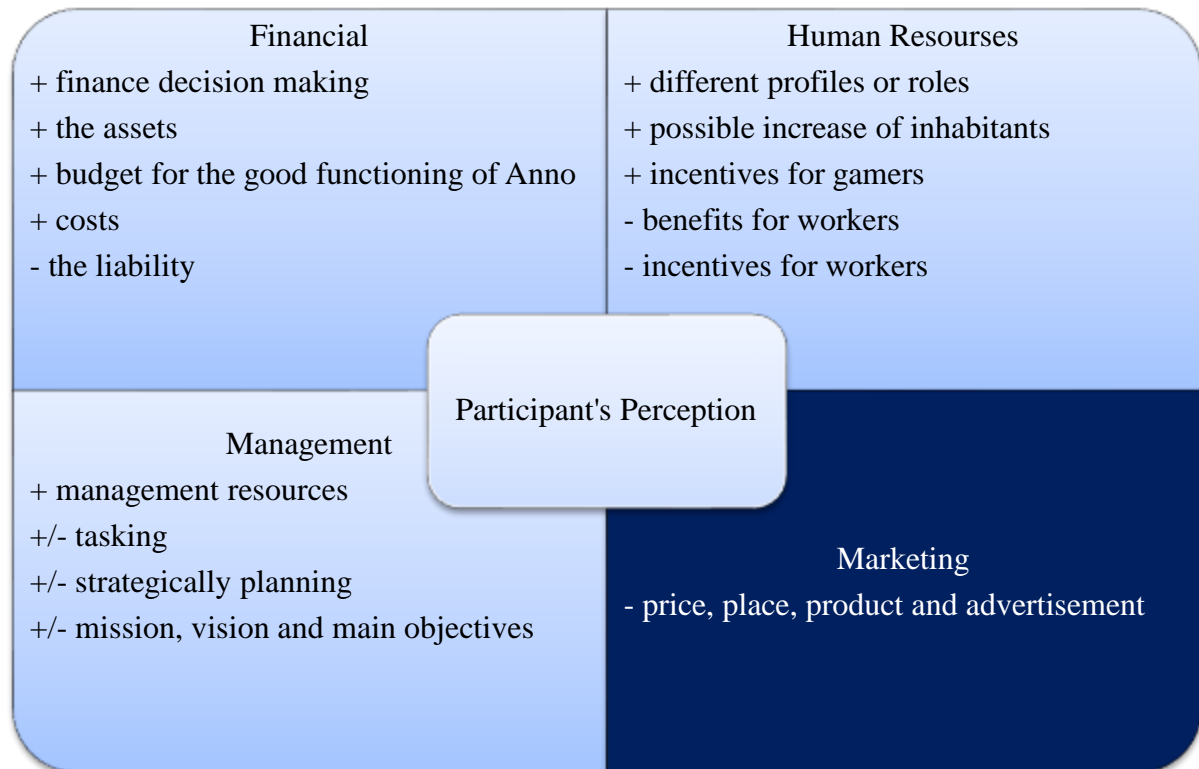 Financial
+ finance decision making
+ the assets
+ budget for the good functioning of Anno
+ costs
- the liability
Human Resourses
+ different profiles or roles
+ possible increase of inhabitants
+ incentives for gamers
- benefits for workers
- incentives for workers
Participant's Perception
Management
+ management resources
+/- tasking
+/- strategically planning
+/- mission, vision and main objectives
Marketing
- price, place, product and advertisement